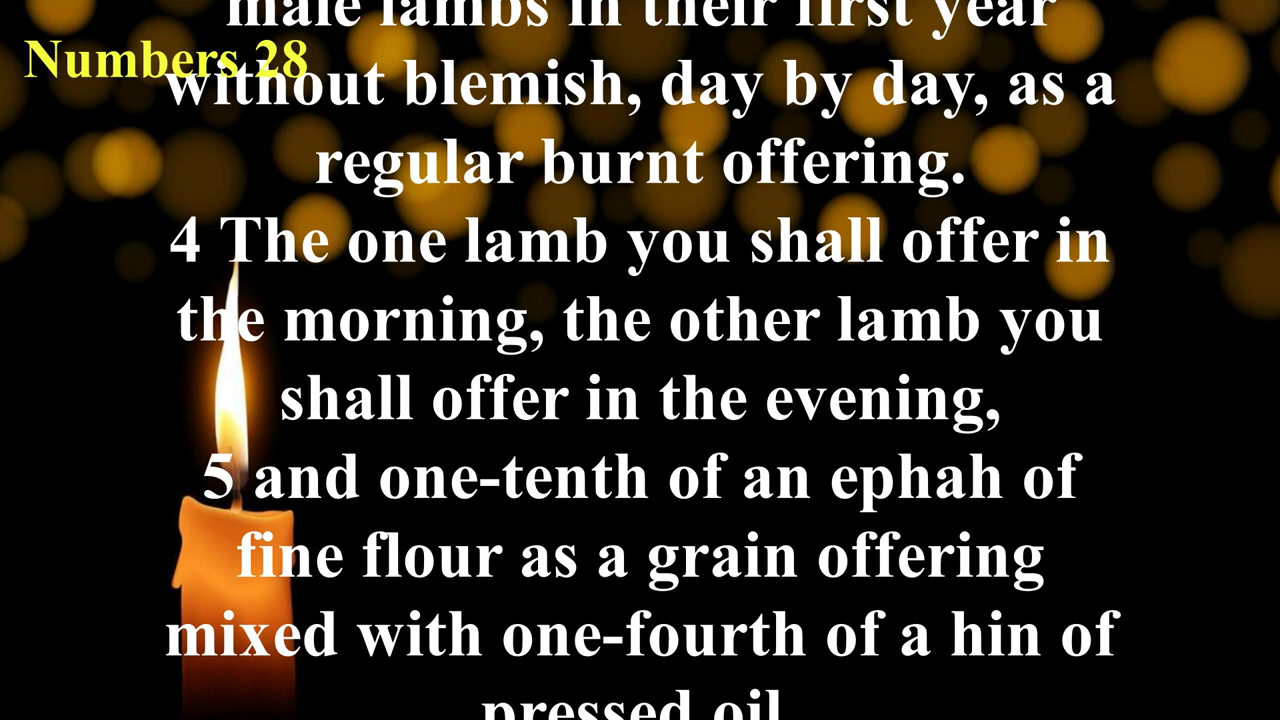 male lambs in their first year
Numbers 28
without blemish, day by day, as a
regular burnt offering.
4 The one lamb you shall offer in
the morning, the other lamb you
shall offer in the evening,
5 and one-tenth of an ephah of
fine flour as a grain offering
mixed with one-fourth of a hin of
pressed oil